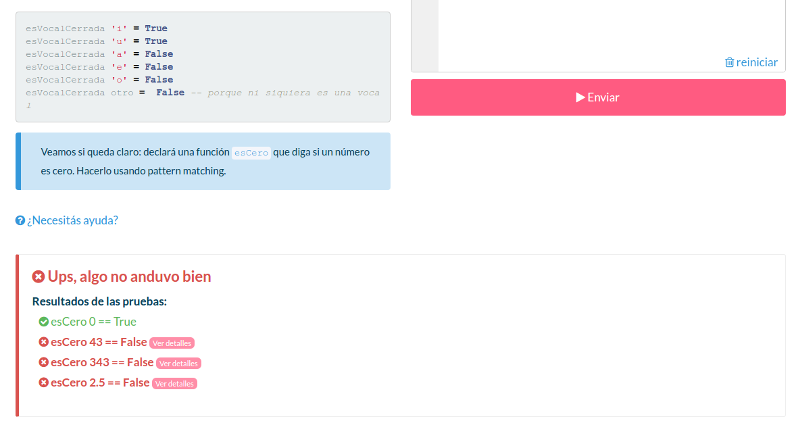 esVocalCerrada 'i' = True
esVocalCerrada 'u' = True
esVocalCerrada 'a' = False
esVocalCerrada 'e' = False
esVocalCerrada 'o' = False
esVocalCerrada otro =  False -- porque ni siquiera es una voca
l
reiniciar
Enviar
Veamos si queda claro: declará una función esCero que diga si un número
es cero. Hacerlo usando pattern matching.
¿Necesitás ayuda?
Ups, algo no anduvo bien
Resultados de las pruebas:
esCero 0 == True
esCero 43 == False Ver detalles
esCero 343 == False Ver detalles
esCero 2.5 == False Ver detalles